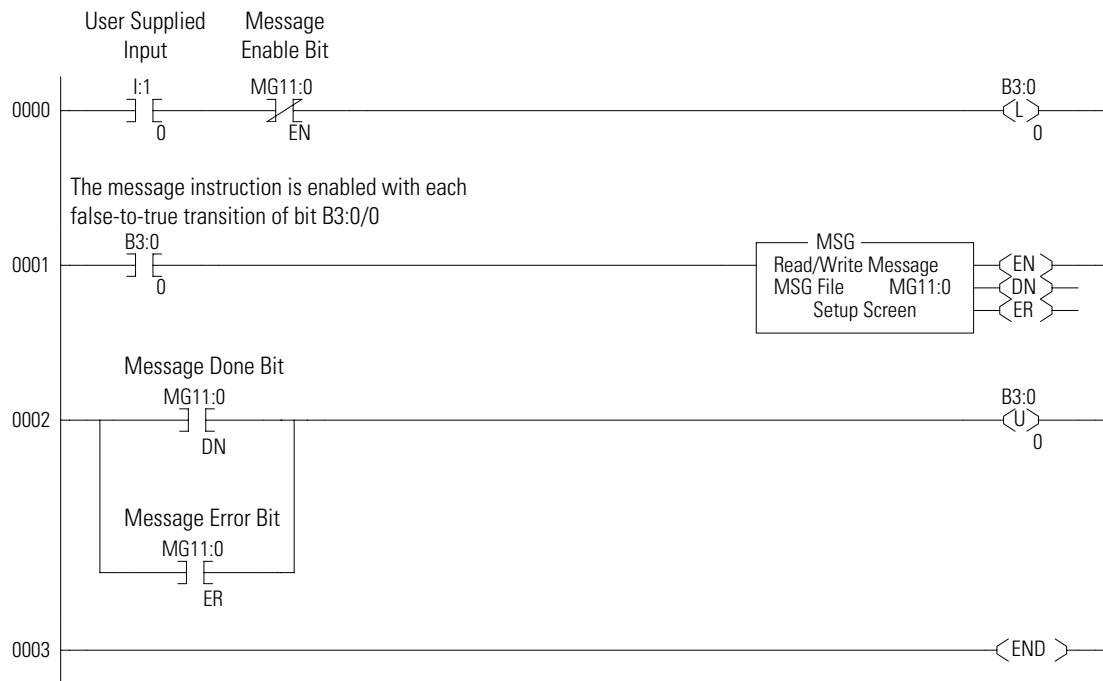 User Supplied
Input
Message
Enable Bit
I:1
MG11:0
B3:0
0000
L
0
EN
0
The message instruction is enabled with each
false-to-true transition of bit B3:0/0
B3:0
0001
0
MSG
Read/Write Message
MSG File MG11:0
Setup Screen
EN
DN
ER
Message Done Bit
MG11:0
B3:0
0002
U
DN
0
Message Error Bit
MG11:0
ER
0003
END